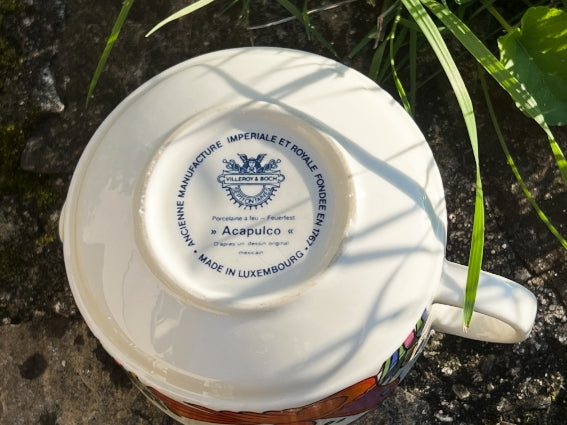 ANCIENNE MANUFACTURE IMPERIALE ET ROYALE FONDEE EN 1767
VILLEROY & BOCH
Porcelaine a feu – Feuerfest
» Acapulco «
D'après un dessin original
mexicain
• MADE IN LUXEMBOURG •